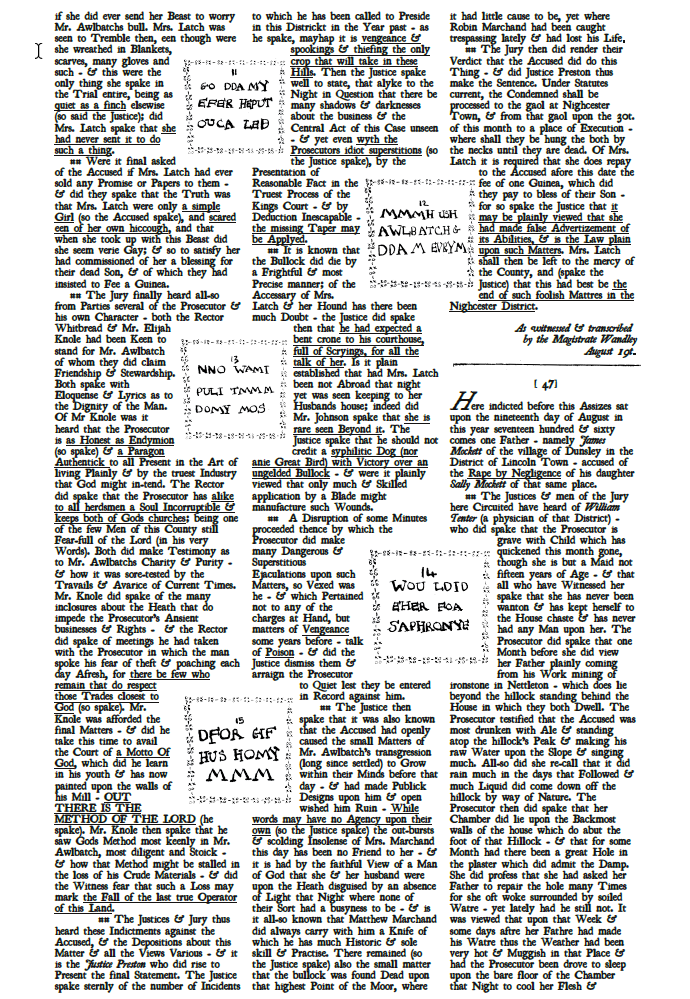 if she did ever send her Beast to worry
Mr. Awlbatchs bull. Mrs. Latch was
seen to Tremble then, een though were
she wreathed in Blankets,
scarves, many gloves and
such - & this were the
only thing she spake in
the Trial entire, being as
quiet as a finch elsewise
(so said the Justice); did
Mrs. Latch spake that she
had never sent it to do
such a thing.
## Were it final asked
of the Accused if Mrs. Latch had ever
sold any Promise or Papers to them -
& did they spake that the Truth was
that Mrs. Latch were only a simple
Girl (so the Accused spake), and scared
een of her own hiccough, and that
when she took up with this Beast did
she seem verie Gay; & so to satisfy her
had commissioned of her a blessing for
their dead Son, & of which they had
insisted to Fee a Guinea.
## The Jury finally heard all-so
from Parties several of the Prosecutor &
his own Character - both the Rector
Whitbread & Mr. Elijah
Knole had been Keen to
stand for Mr. Awlbatch
of whom they did claim
Friendship & Stewardship.
Both spake with
Eloquense & Lyrics as to
the Dignity of the Man.
Of Mr Knole was it
heard that the Prosecutor
is as Honest as Endymion
(so spake) & a Paragon
Authentick to all Present in the Art of
living Plainly & by the truest Industry
that God might in-tend. The Rector
did spake that the Prosecutor has alike
to all herdsmen a Soul Incorruptible &
keeps both of Gods churches; being one
of the few Men of this County still
Fear-full of the Lord (in his very
Words). Both did make Testimony as
to Mr. Awlbatchs Charity & Purity -
& how it was sore-tested by the
Travails & Avarice of Current Times.
Mr. Knole did spake of the many
inclosures about the Heath that do
impede the Prosecutor's Ansient
businesses & Rights - & the Rector
did spake of meetings he had taken
with the Prosecutor in which the man
spoke his fear of theft & poaching each
day Afresh, for there be few who
remain that do respect
those Trades closest to
God (so spake). Mr.
Knole was afforded the
final Matters - & did he
take this time to avail
the Court of a Motto Of
God, which did he learn
in his youth & has now
painted upon the walls of
his Mill - OUT
THERE IS THE
METHOD OF THE LORD (he
spake). Mr. Knole then spake that he
saw Gods Method most keenly in Mr.
Awlbatch, most diligent and Stoick -
& how that Method might be stalled in
the loss of his Crude Materials - & did
the Witness fear that such a Loss may
mark the Fall of the last true Operator
of this Land.
## The Justices & Jury thus
heard these Indictments against the
Accused, & the Depositions about this
Matter & all the Views Various - & it
is the Justice Preston who did rise to
Present the final Statement. The Justice
spake sternly of the number of Incidents
11
GO DDA MY
EFER HEPUT
OUCA LED
13
NNO WAMI
PULI TMMM
DOMY MOS
15
DFOR GIF
HUS HOMY
MMM
to which he has been called to Preside
in this Districkt in the Year past - as
he spake, mayhap it is vengeance &
spookings & thiefing the only
crop that will take in these
Hills. Then the Justice spake
well to state, that alyke to the
Night in Question that there be
many shadows & darknesses
about the business & the
Central Act of this Case unseen
- & yet even wyth the
Prosecutors idiot superstitions (so
the Justice spake), by the
Presentation of
Reasonable Fact in the
Truest Process of the
Kings Court - & by
Deduction Inescapable -
the missing Taper may
be Applyed.
## It is known that
the Bullock did die by
a Frightful & most
Precise manner; of the
Accessary of Mrs.
Latch & her Hound has there been
much Doubt - the Justice did spake
then that he had expected a
bent crone to his courthouse,
full of Scryings, for all the
talk of her. Is it plain
established that had Mrs. Latch
been not Abroad that night
yet was seen keeping to her
Husbands house; indeed did
Mr. Johnson spake that she is
rare seen Beyond it. The
Justice spake that he should not
credit a syphilitic Dog (nor
anie Great Bird) with Victory over an
ungelded Bullock - & were it plainly
viewed that only much & Skilled
application by a Blade might
manufacture such Wounds.
## A Disruption of some Minutes
proceeded thence by which the
Prosecutor did make
many Dangerous &
Superstitious
Ejaculations upon such
Matters, so Vexed was
he - & which Pertained
not to any of the
charges at Hand, but
matters of Vengeance
some years before - talk
of Poison - & did the
Justice dismiss them &
arraign the Prosecutor
to Quiet lest they be entered
in Record against him.
## The Justice then
spake that it was also known
that the Accused had openly
caused the small Matters of
Mr. Awlbatch's transgression
(long since settled) to Grow
within their Minds before that
day - & had made Publick
Designs upon him & open
wished him Ruin - While
words may have no Agency upon their
own (so the Justice spake) the out-bursts
& scolding Insolense of Mrs. Marchand
this day has been no Friend to her - &
it is had by the faithful View of a Man
of God that she & her husband were
upon the Heath disguised by an absence
of Light that Night where none of
their Sort had a busyness to be - & is
it all-so known that Matthew Marchand
did always carry with him a Knife of
which he has much Historic & sole
skill & Practise. There remained (so
the Justice spake) also the small matter
that the bullock was found Dead upon
that highest Point of the Moor, where
12
MMMH USH
AWLBATCH &
DDA M EVRYM
14
WOU LDID
EHER FOA
S'APHRONYE
it had little cause to be, yet where
Robin Marchand had been caught
trespassing lately & had lost his Life.
## The Jury then did render their
Verdict that the Accused did do this
Thing - & did Justice Preston thus
make the Sentence. Under Statutes
current, the Condemned shall be
processed to the gaol at Nighcester
Town, & from that gaol upon the 30t.
of this month to a place of Execution -
where shall they be hung the both by
the necks until they are dead. Of Mrs.
Latch it is required that she does repay
to the Accused afore this date the
fee of one Guinea, which did
they pay to bless of their Son -
for so spake the Justice that it
may be plainly viewed that she
had made false Advertizement of
its Abilities, & is the Law plain
upon such Matters. Mrs. Latch
shall then be left to the mercy of
the County, and (spake the
Justice) that this had best be the
end of such foolish Mattres in the
Nighcester District.
As witnessed & transcribed
by the Magistrate Wandley
August 19t.
[ 47]
Here indicted before this Assizes sat
upon the nineteenth day of August in
this year seventeen hundred & sixty
comes one Father - namely James
Mockett of the village of Dunsley in the
District of Lincoln Town - accused of
the Rape by Negligence of his daughter
Sally Mockett of that same place.
## The Justices & men of the Jury
here Circuited have heard of William
Tenter (a physician of that District) -
who did spake that the Prosecutor is
grave with Child which has
quickened this month gone,
though she is but a Maid not
fifteen years of Age - & that
all who have Witnessed her
spake that she has never been
wanton & has kept herself to
the House chaste & has never
had any Man upon her. The
Prosecutor did spake that one
Month before she did view
her Father plainly coming
from his Work mining of
ironstone in Nettleton - which does lie
beyond the hillock standing behind the
House in which they both Dwell. The
Prosecutor testified that the Accused was
most drunken with Ale & standing
atop the hillock's Peak & making his
raw Water upon the Slope & singing
much. All-so did she re-call that it did
rain much in the days that Followed &
much Liquid did come down off the
hillock by way of Nature. The
Prosecutor then did spake that her
Chamber did lie upon the Backmost
walls of the house which do abut the
foot of that Hillock - & that for some
Month had there been a great Hole in
the plaster which did admit the Damp.
She did profess that she had asked her
Father to repair the hole many Times
for she oft woke surrounded by soiled
Watre - yet lately had he still not. It
was viewed that upon that Week &
some days aftre her Fathre had made
his Watre thus the Weather had been
very hot & Muggish in that Place &
had the Prosecutor been drove to sleep
upon the bare floor of the Chamber
that Night to cool her Flesh &